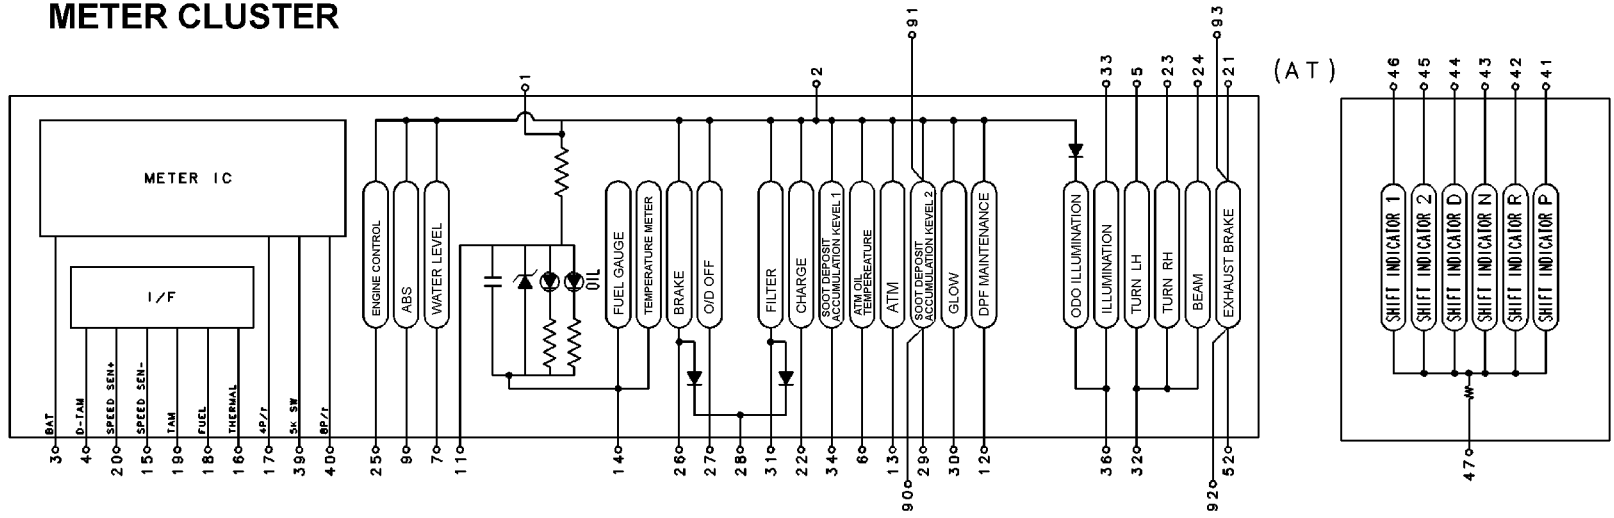 METER CLUSTER
91
93
1
2
33
5
23
24
21
(AT)
46
45
44
43
42
41
METER IC
I/F
BAT
D-TAM
SPEED SEN+
SPEED SEN-
TAM
FUEL
THERMAL
4P/r
5K SW
8P/r
ENGINE CONTROL
ABS
WATER LEVEL
OIL
FUEL GAUGE
TEMPERATURE METER
BRAKE
O/D OFF
FILTER
CHARGE
SOOT DEPOSIT
ACCUMULATION KEVEL 1
ATM OIL
TEMPEREATURE
ATM
SOOT DEPOSIT
ACCUMULATION KEVEL 2
GLOW
DPF MAINTENANCE
ODO ILLUMINATION
ILLUMINATION
TURN LH
TURN RH
BEAM
EXHAUST BRAKE
SHIFT INDICATOR 1
SHIFT INDICATOR 2
SHIFT INDICATOR D
SHIFT INDICATOR N
SHIFT INDICATOR R
SHIFT INDICATOR P
3
4
20
15
19
18
16
17
39
40
25
9
7
11
14
26
27
28
31
22
34
6
13
90
29
30
12
36
32
92
52
47